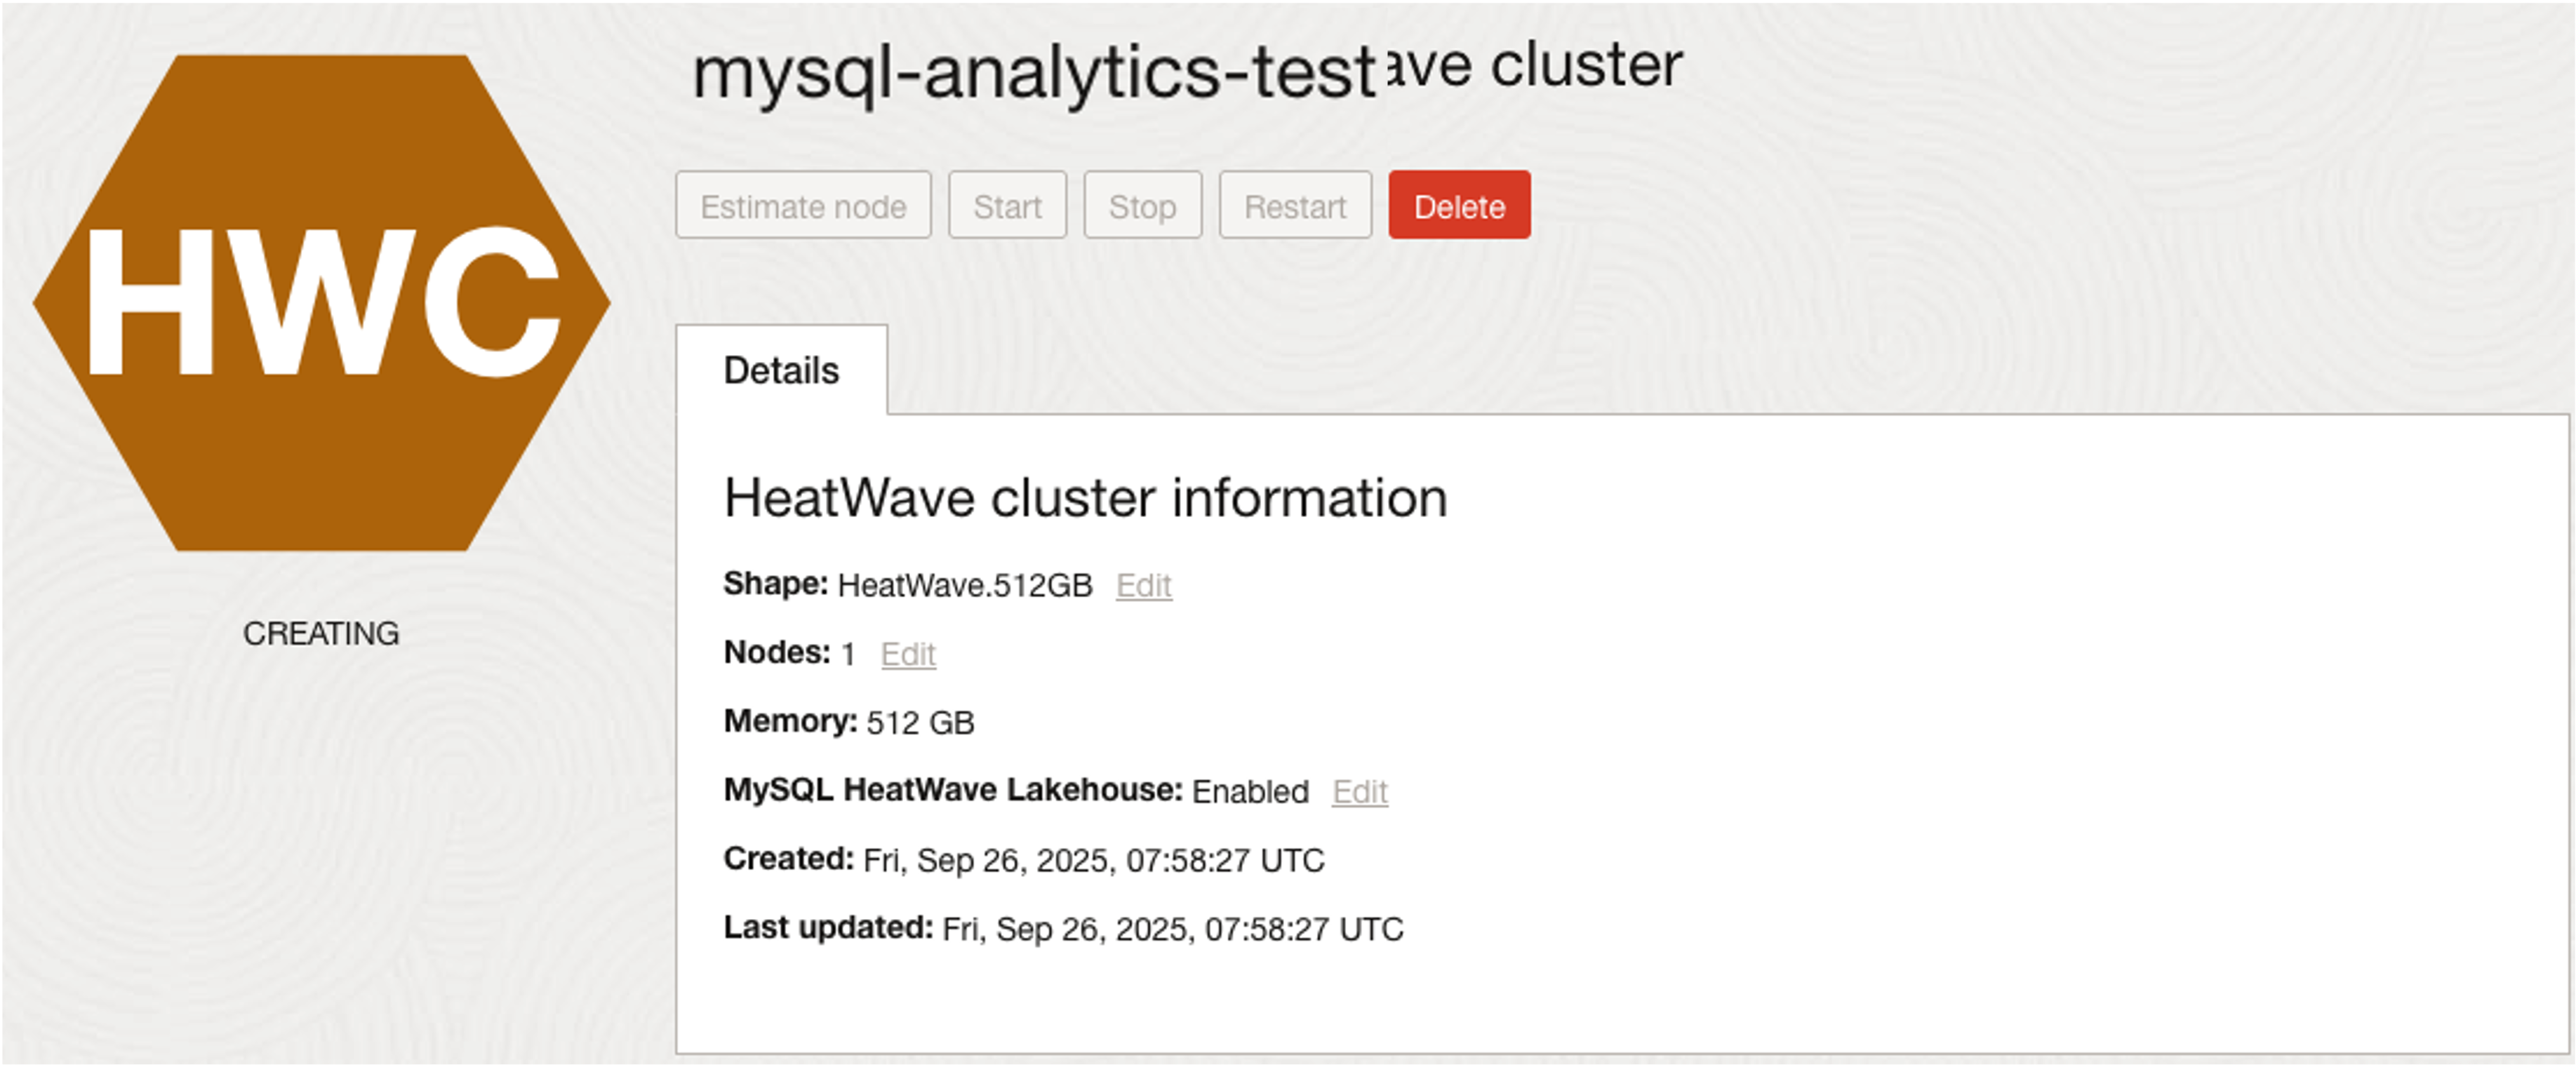 mysql-analytics-test ave cluster
Estimate node Start Stop Restart Delete
HWC
CREATING
Details
HeatWave cluster information
Shape: HeatWave.512GB Edit
Nodes: 1 Edit
Memory: 512 GB
MySQL HeatWave Lakehouse: Enabled Edit
Created: Fri, Sep 26, 2025, 07:58:27 UTC
Last updated: Fri, Sep 26, 2025, 07:58:27 UTC